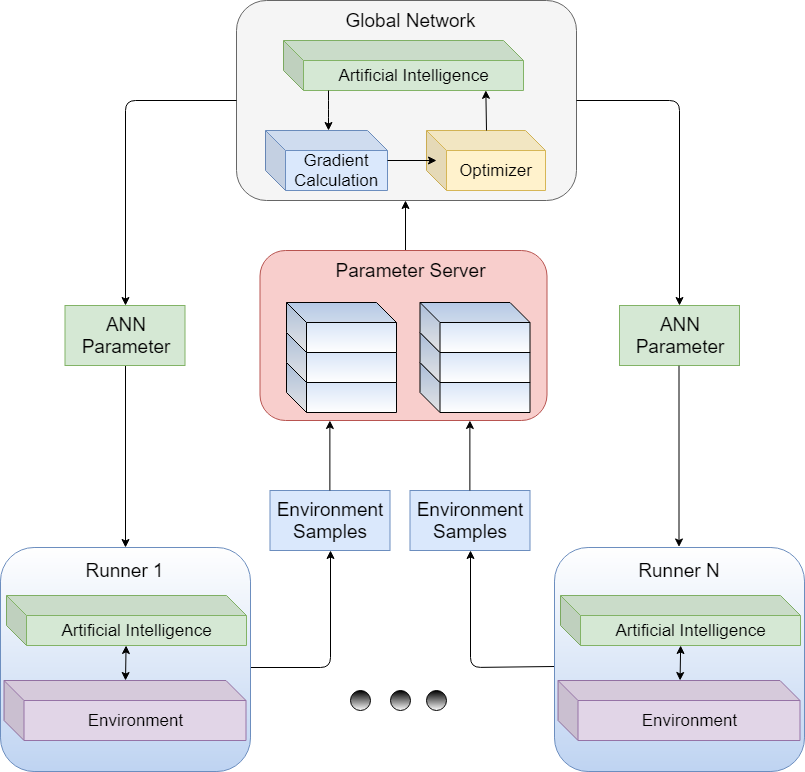 Global Network
Artificial Intelligence
Gradient
Calculation
Optimizer
Parameter Server
ANN
Parameter
ANN
Parameter
Environment
Samples
Environment
Samples
Runner 1
Artificial Intelligence
Environment
Runner N
Artificial Intelligence
Environment